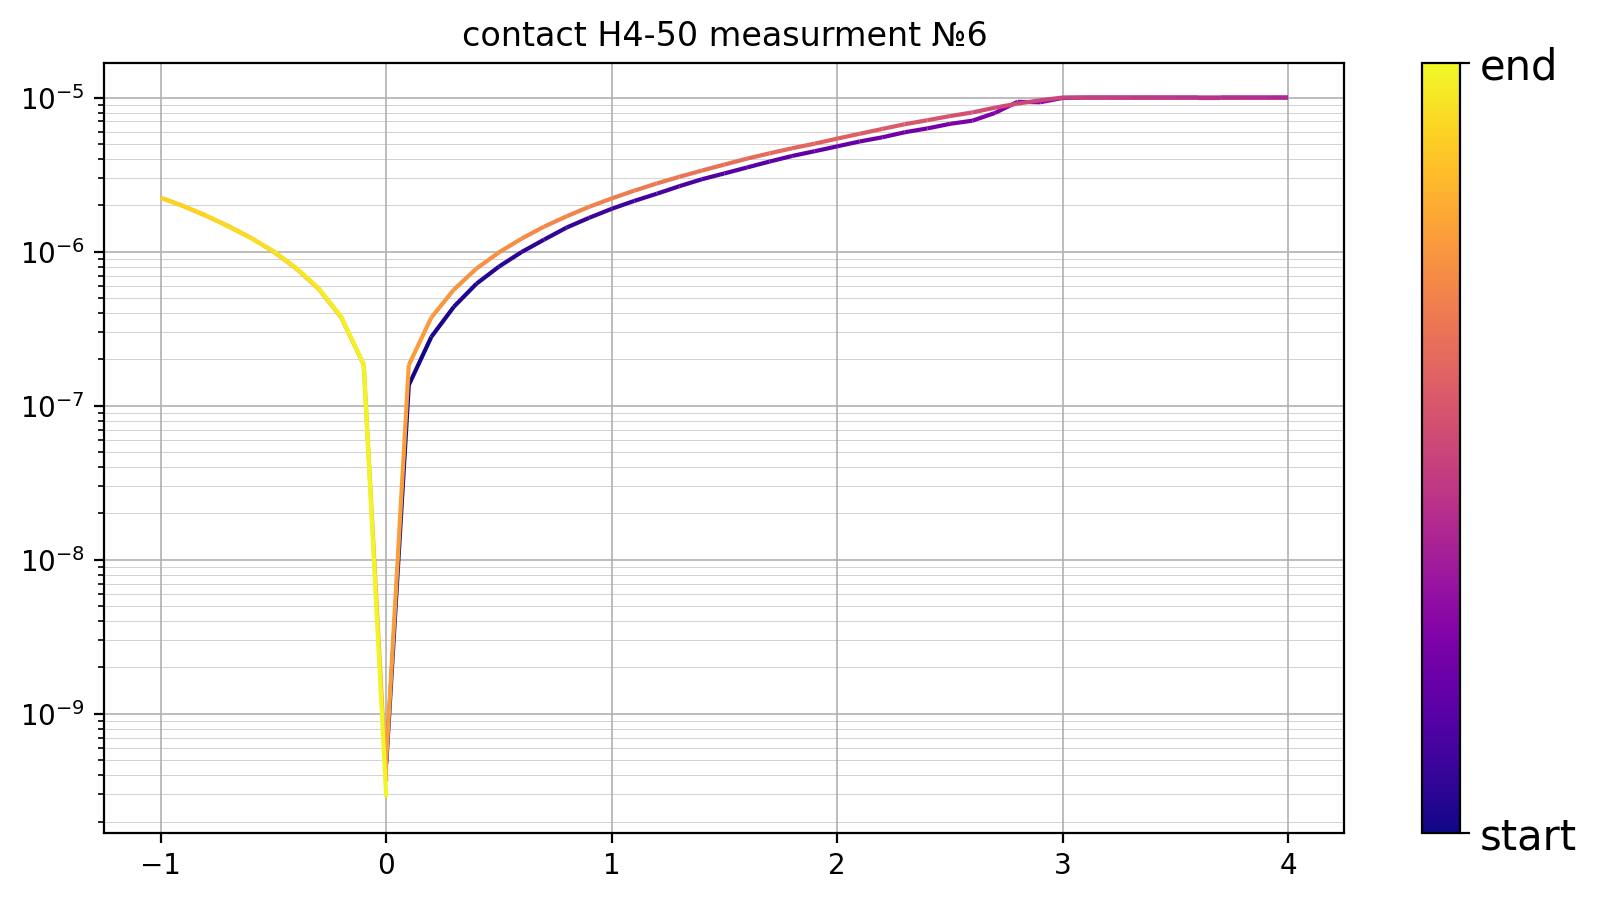 contact H4-50 measurment №6
10⁻⁵
10⁻⁶
10⁻⁷
10⁻⁸
10⁻⁹
−1 0 1 2 3 4
end
start